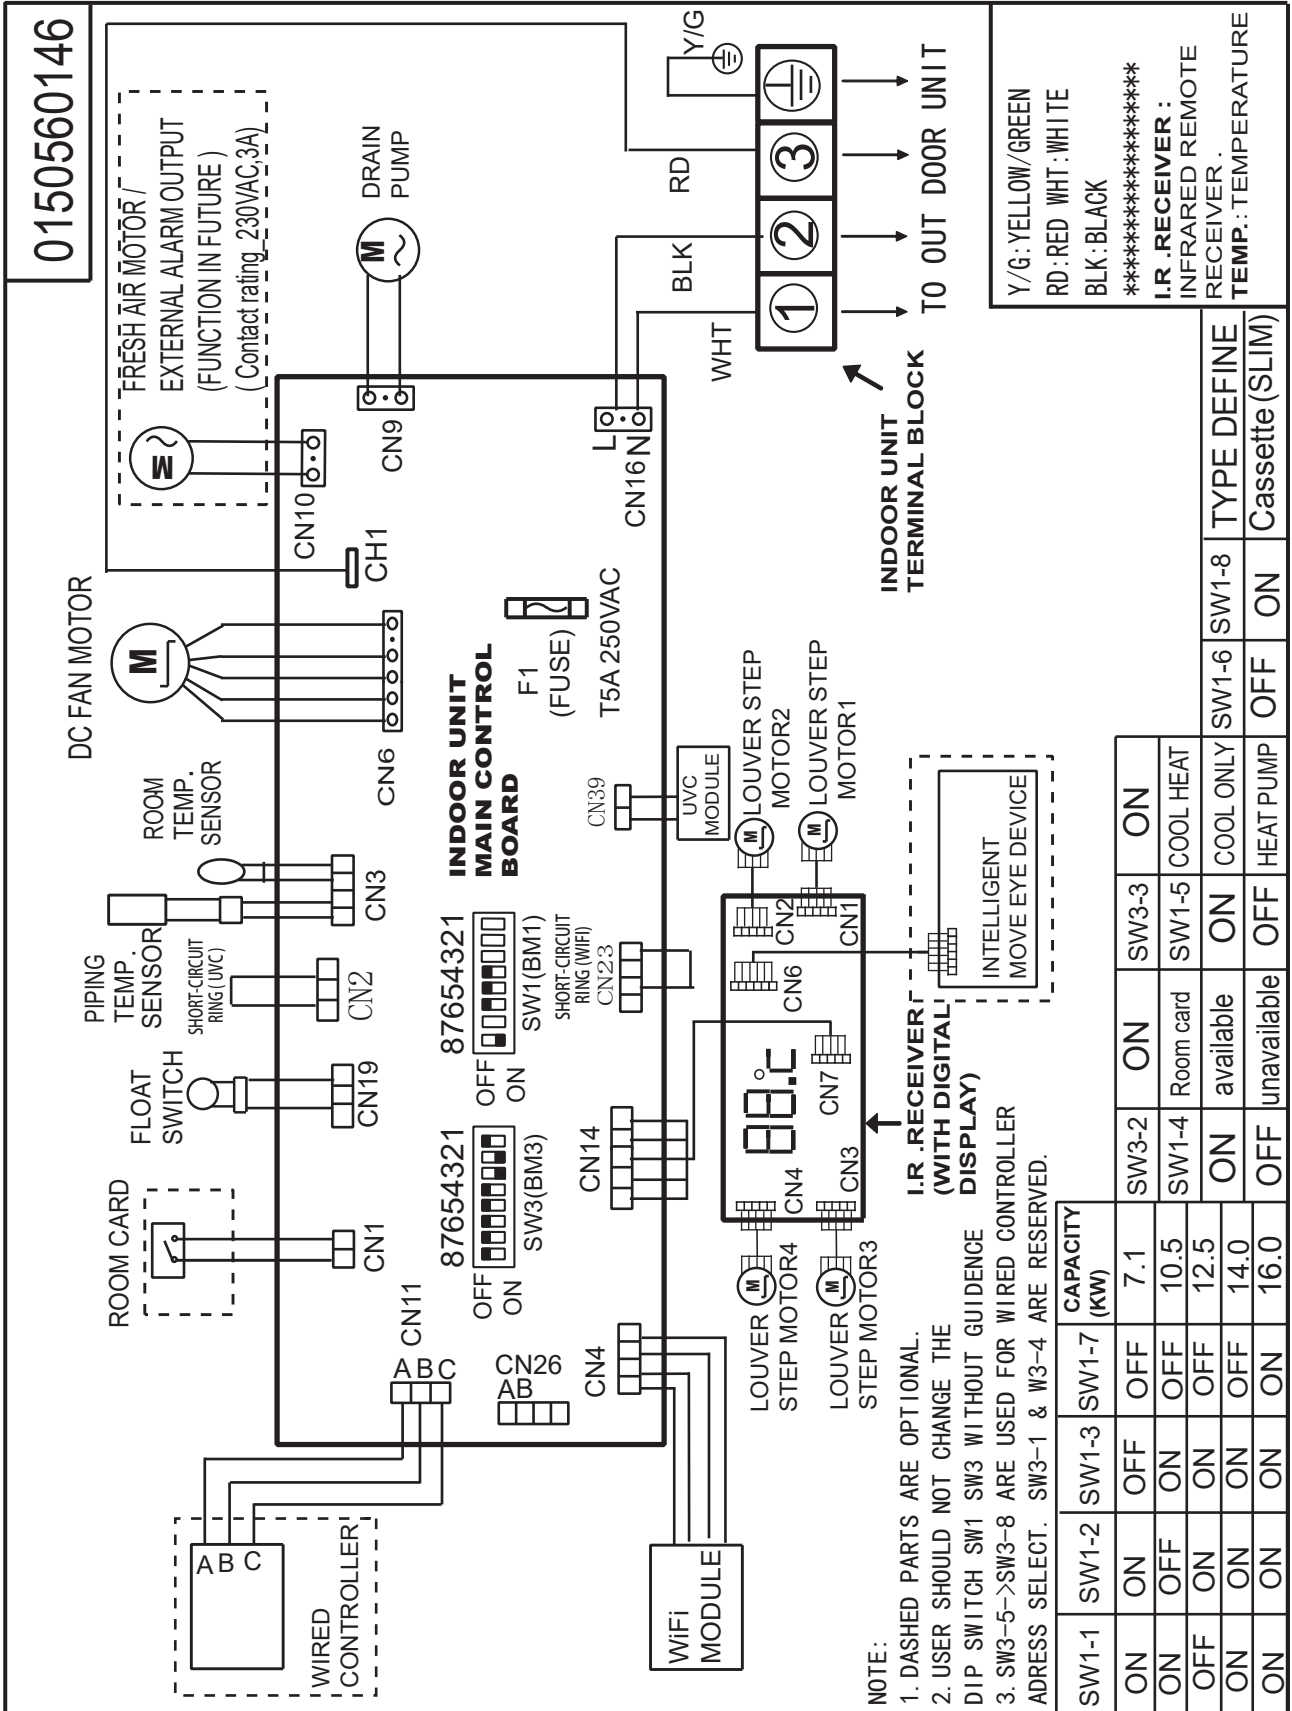 0150560146
FRESH AIR MOTOR /
EXTERNAL ALARM OUTPUT
(FUNCTION IN FUTURE )
( Contact rating_230VAC,3A)
M
CN10
DRAIN
PUMP
M
CN9
DC FAN MOTOR
M
CN6
CH1
ROOM
TEMP.
SENSOR
PIPING
TEMP.
SENSOR
CN3
SHORT-CIRCUIT
RING ( UVC)
CN2
FLOAT
SWITCH
CN19
ROOM CARD
CN1
CN11
A B C
CN26
AB
CN4
WIRED
CONTROLLER
A B C
WiFi
MODULE
87654321
OFF
ON
SW3(BM3)
87654321
OFF
ON
SW1(BM1)
INDOOR UNIT
MAIN CONTROL
BOARD
F1
(FUSE)
T5A 250VAC
L
N
CN16
SHORT-CIRCUIT
RING (WIFI)
CN23
CN14
CN39
UVC
MODULE
WHT
BLK
RD
Y/G
1
2
3
TO OUT DOOR UNIT
INDOOR UNIT
TERMINAL BLOCK
M
LOUVER STEP
MOTOR2
M
LOUVER STEP
MOTOR1
CN2
CN1
CN6
CN7
CN4
CN3
88.°C
M
LOUVER
STEP MOTOR4
M
LOUVER
STEP MOTOR3
I.R .RECEIVER
(WITH DIGITAL
DISPLAY)
INTELLIGENT
MOVE EYE DEVICE
Y/G:YELLOW/GREEN
RD:RED WHT:WHITE
BLK:BLACK
******************
I.R .RECEIVER :
INFRARED REMOTE
RECEIVER .
TEMP.: TEMPERATURE
NOTE:
1. DASHED PARTS ARE OPTIONAL.
2. USER SHOULD NOT CHANGE THE
DIP SWITCH SW1 SW3 WITHOUT GUIDENCE
3. SW3-5->SW3-8 ARE USED FOR WIRED CONTROLLER
ADRESS SELECT. SW3-1 & W3-4 ARE RESERVED.
SW1-1 SW1-2 SW1-3 SW1-7 CAPACITY (KW)
ON ON OFF OFF 7.1
ON OFF ON OFF 10.5
OFF ON ON OFF 12.5
ON ON ON OFF 14.0
ON ON ON ON 16.0
SW3-2 ON SW3-3 ON
SW1-4 Room card SW1-5 COOL HEAT
ON available ON COOL ONLY SW1-6 SW1-8 TYPE DEFINE
OFF unavailable OFF HEAT PUMP OFF ON Cassette (SLIM)